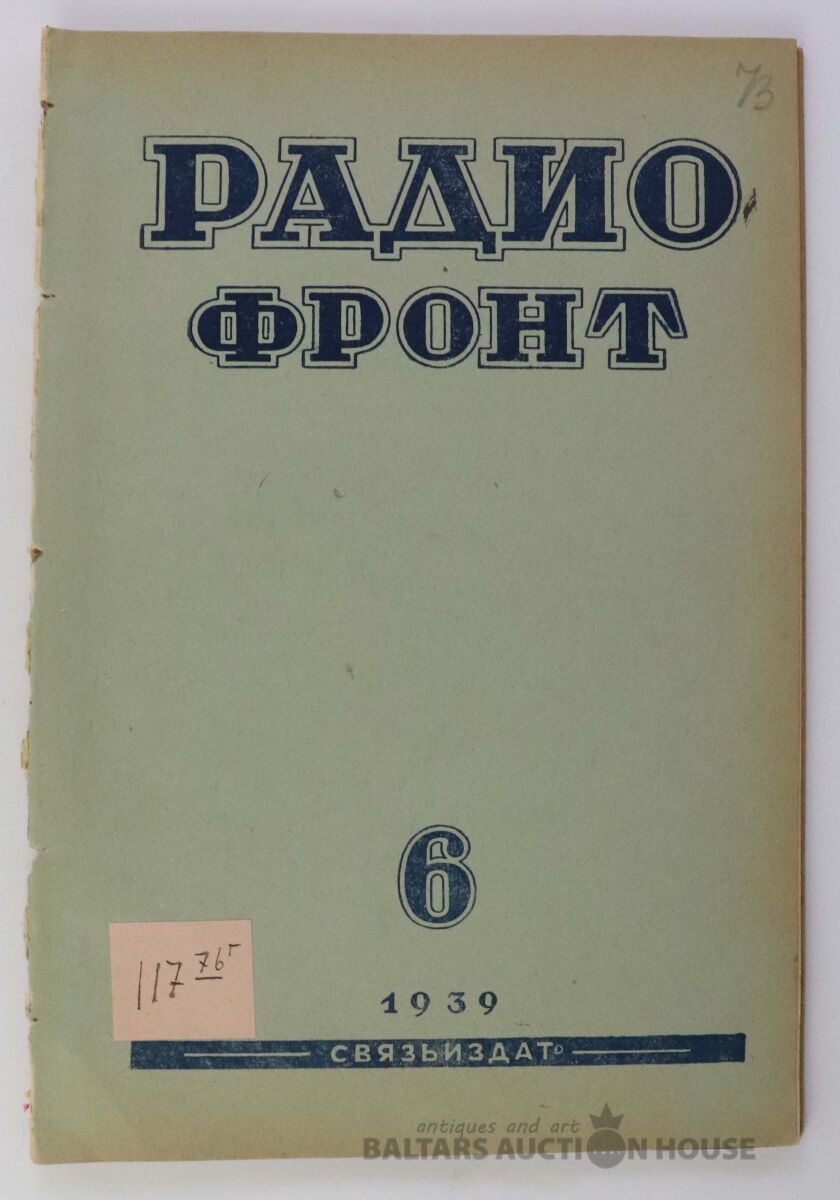 73
РАДИО
ФРОНТ
6
117 76г
1939
СВЯЗЬИЗДАТ
antiques and art
BALTARS AUCTION HOUSE